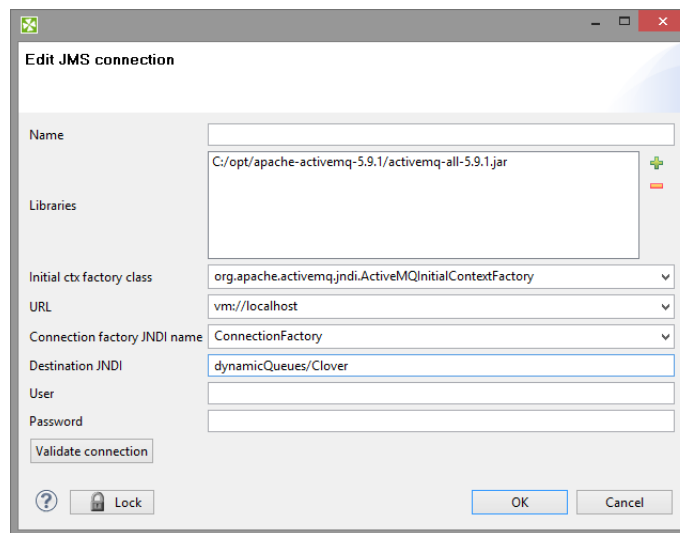 Edit JMS connection
Name
C:/opt/apache-activemq-5.9.1/activemq-all-5.9.1.jar
Libraries
Initial ctx factory class org.apache.activemq.jndi.ActiveMQInitialContextFactory
URL vm://localhost
Connection factory JNDI name ConnectionFactory
Destination JNDI dynamicQueues/Clover
User
Password
Validate connection
? Lock OK Cancel